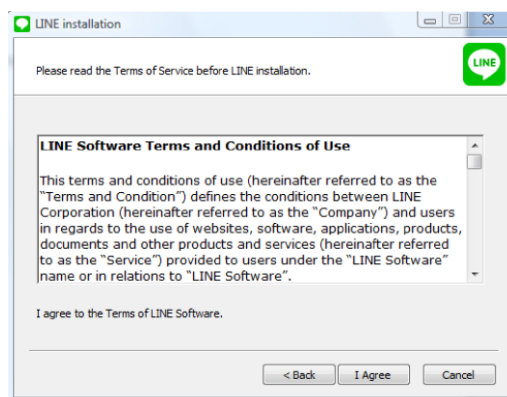 LINE installation
Please read the Terms of Service before LINE installation.
LINE
LINE Software Terms and Conditions of Use
This terms and conditions of use (hereinafter referred to as the
"Terms and Condition") defines the conditions between LINE
Corporation (hereinafter referred to as the "Company") and users
in regards to the use of websites, software, applications, products,
documents and other products and services (hereinafter referred
to as the "Service") provided to users under the "LINE Software"
name or in relations to "LINE Software".
I agree to the Terms of LINE Software.
< Back
I Agree
Cancel